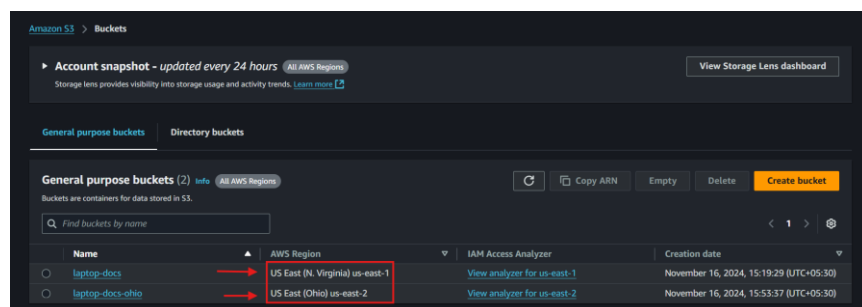 Amazon S3 > Buckets
Account snapshot - updated every 24 hours All AWS Regions View Storage Lens dashboard
Storage lens provides visibility into storage usage and activity trends. Learn more
General purpose buckets Directory buckets
General purpose buckets (2) Info All AWS Regions Copy ARN Empty Delete Create bucket
Buckets are containers for data stored in S3.
Find buckets by name < 1 >
Name AWS Region IAM Access Analyzer Creation date
laptop-docs US East (N. Virginia) us-east-1 View analyzer for us-east-1 November 16, 2024, 15:19:29 (UTC+05:30)
laptop-docs-ohio US East (Ohio) us-east-2 View analyzer for us-east-2 November 16, 2024, 15:53:37 (UTC+05:30)